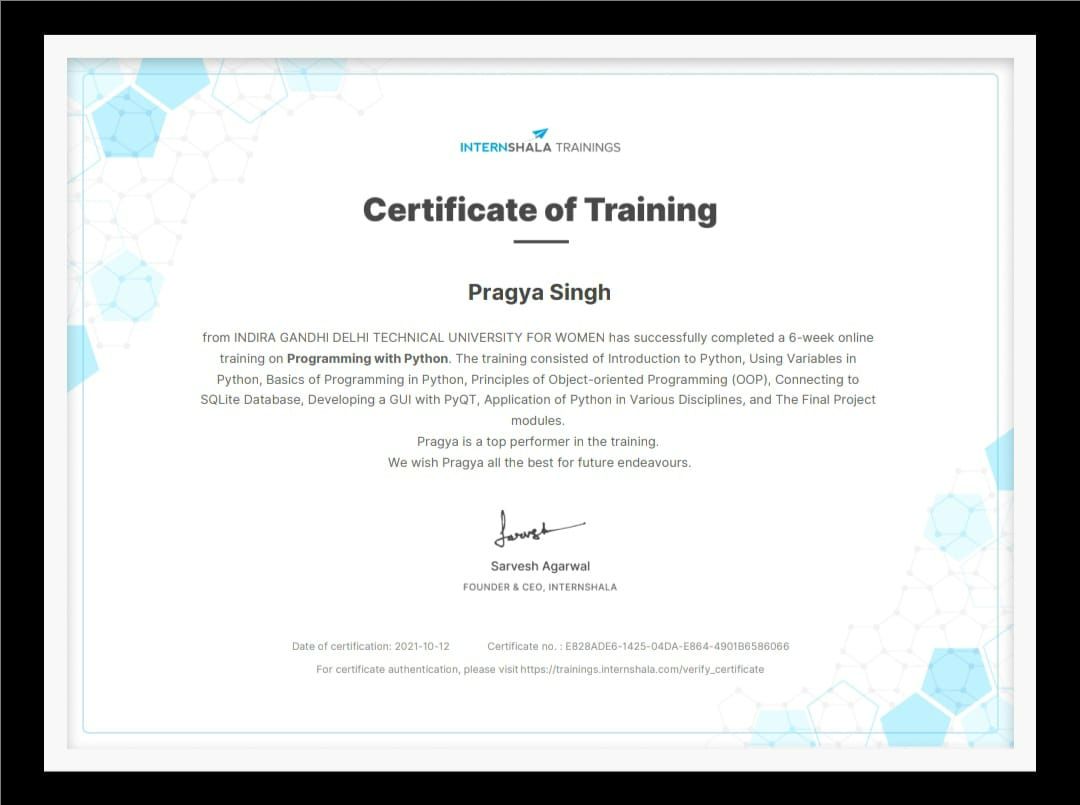 INTERNSHALA TRAININGS
Certificate of Training
Pragya Singh
from INDIRA GANDHI DELHI TECHNICAL UNIVERSITY FOR WOMEN has successfully completed a 6-week online
training on Programming with Python. The training consisted of Introduction to Python, Using Variables in
Python, Basics of Programming in Python, Principles of Object-oriented Programming (OOP), Connecting to
SQLite Database, Developing a GUI with PyQT, Application of Python in Various Disciplines, and The Final Project
modules.
Pragya is a top performer in the training.
We wish Pragya all the best for future endeavours.
Sarvesh
Sarvesh Agarwal
FOUNDER & CEO, INTERNSHALA
Date of certification: 2021-10-12 Certificate no. : E828ADE6-1425-04DA-E864-4901B6586066
For certificate authentication, please visit https://trainings.internshala.com/verify_certificate